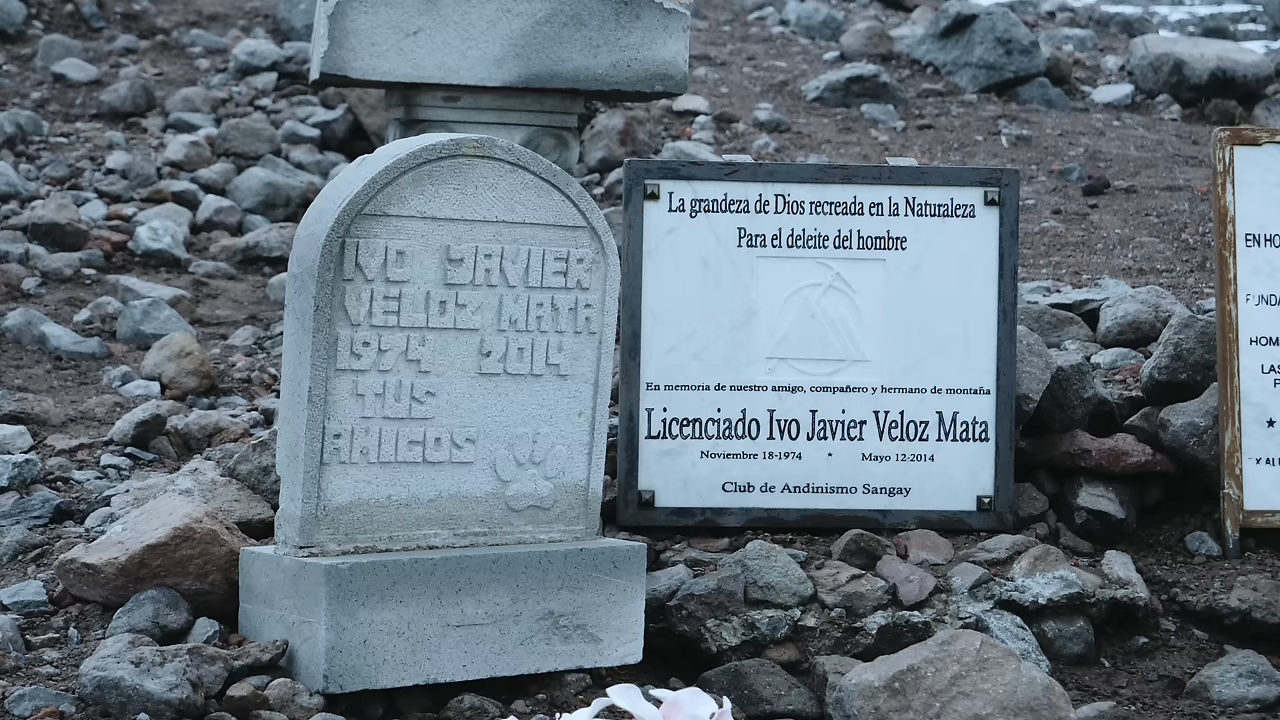 IVO JAVIER
VELOZ MATA
1974 2014
TUS
AMIGOS
La grandeza de Dios recreada en la Naturaleza
Para el deleite del hombre
En memoria de nuestro amigo, compañero y hermano de montaña
Licenciado Ivo Javier Veloz Mata
Noviembre 18-1974 * Mayo 12-2014
Club de Andinismo Sangay
EN HO
FUNDA
HOM
LAS